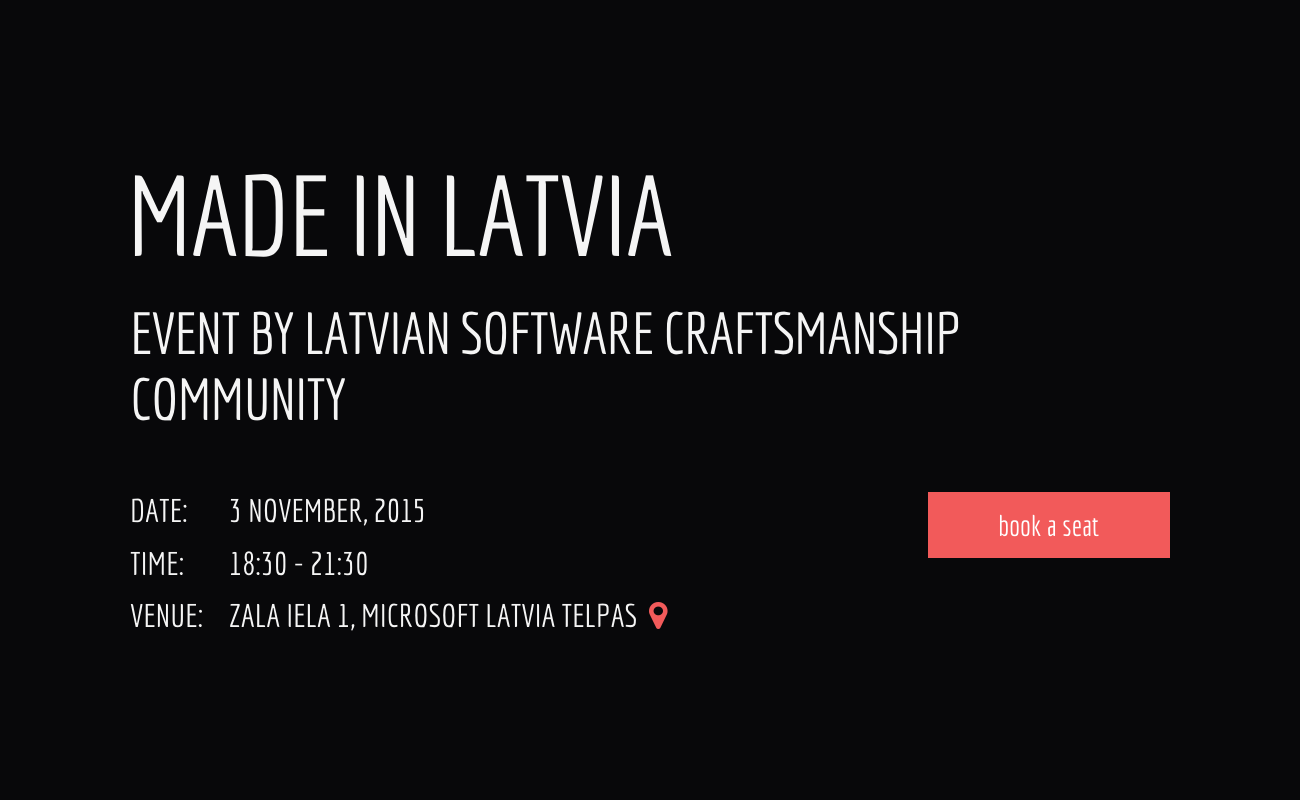 MADE IN LATVIA
EVENT BY LATVIAN SOFTWARE CRAFTSMANSHIP
COMMUNITY
DATE: 3 NOVEMBER, 2015
book a seat
TIME: 18:30 - 21:30
VENUE: ZALA IELA 1, MICROSOFT LATVIA TELPAS